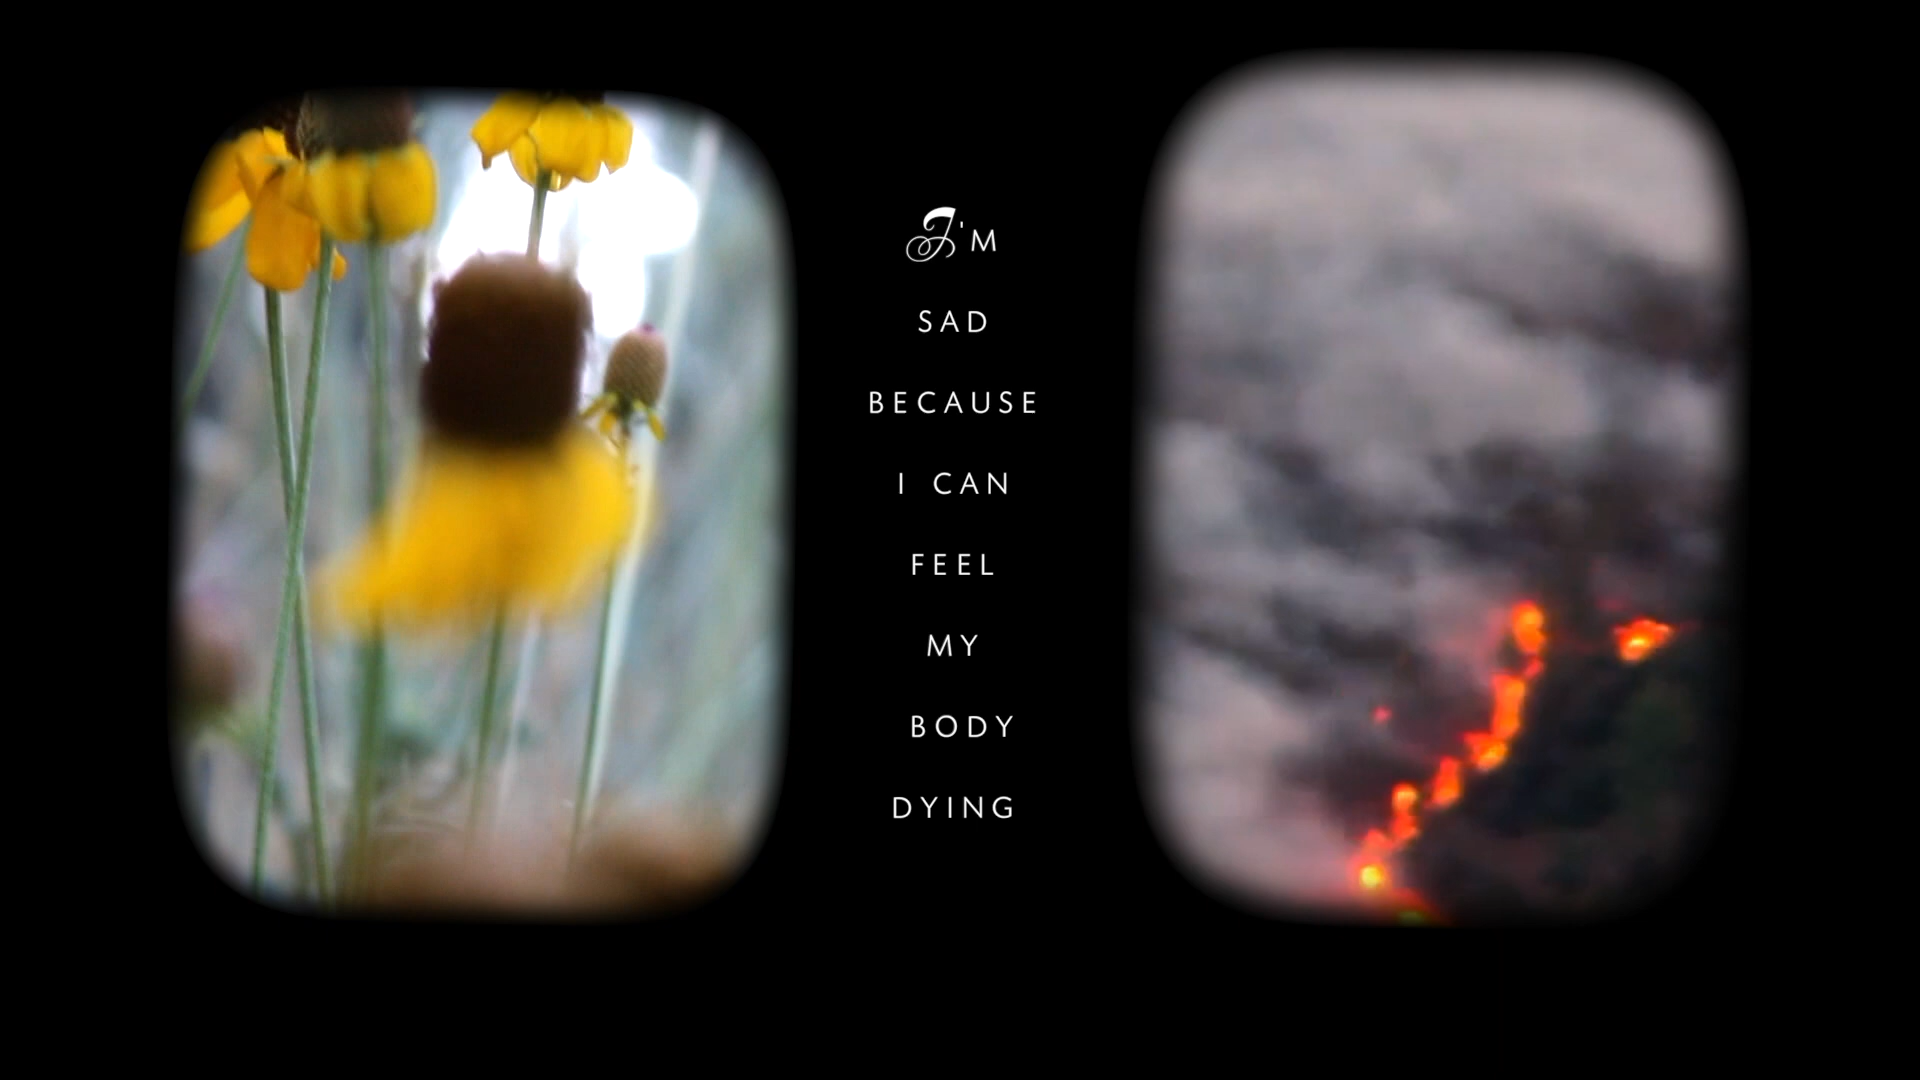 I'M
SAD
BECAUSE
I CAN
FEEL
MY
BODY
DYING